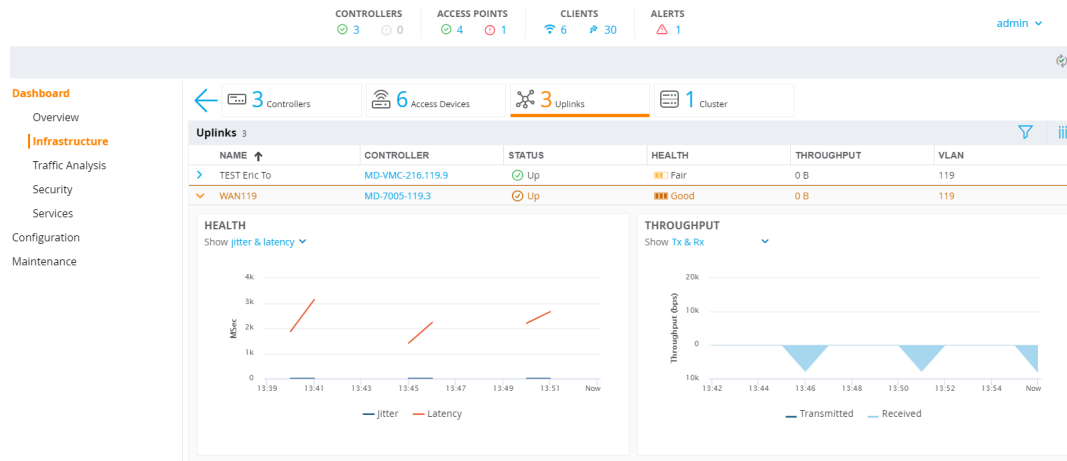 CONTROLLERS ACCESS POINTS CLIENTS ALERTS
3 0 4 1 6 30 1
admin
Dashboard
Overview
Infrastructure
Traffic Analysis
Security
Services
Configuration
Maintenance
3 Controllers 6 Access Devices 3 Uplinks 1 Cluster
Uplinks 3
NAME CONTROLLER STATUS HEALTH THROUGHPUT VLAN
TEST Eric To MD-VMC-216.119.9 Up Fair 0 B 119
WAN119 MD-7005-119.3 Up Good 0 B 119
HEALTH
Show jitter & latency
4k
3k
2k
1k
0
MSec
13:39 13:41 13:43 13:45 13:47 13:49 13:51 Now
Jitter Latency
THROUGHPUT
Show Tx & Rx
20k
10k
0
10k
Throughput (bps)
13:42 13:44 13:46 13:48 13:50 13:52 13:54 Now
Transmitted Received